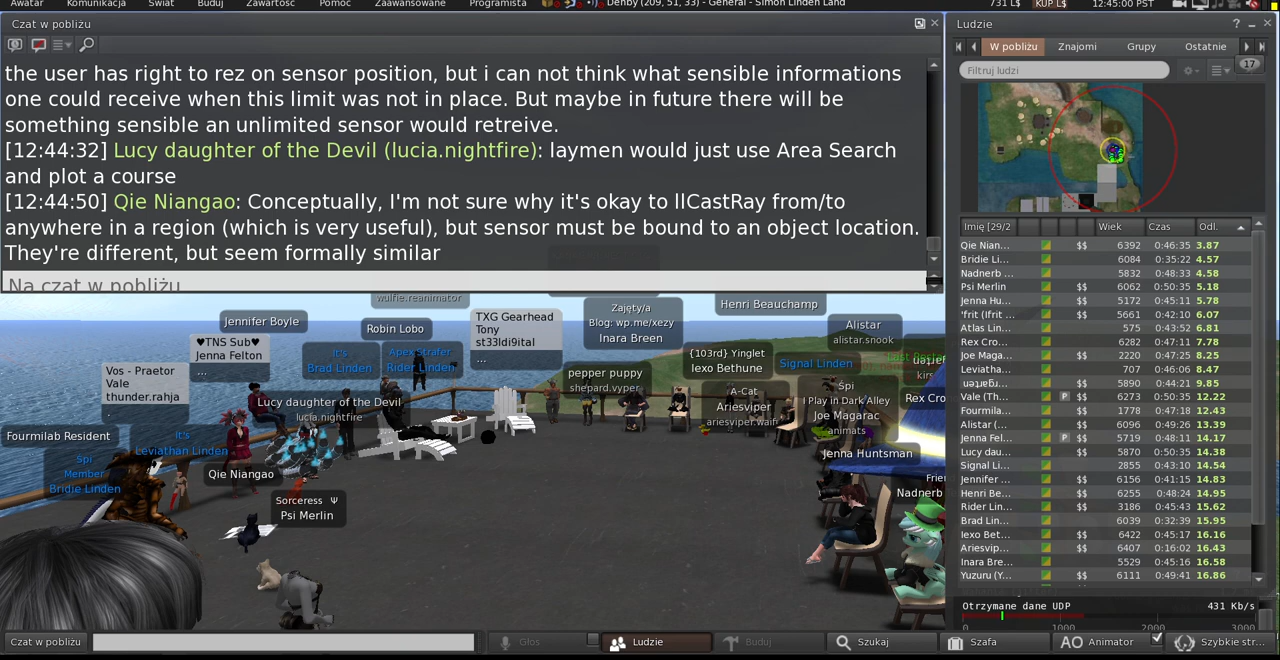 Awatar Komunikacja Świat Buduj Zawartość Pomoc Zaawansowane Programista Denby (209, 51, 33) - General - Simon Linden Land 731 L$ KUP L$ 12:45:00 PST
Czat w pobliżu
the user has right to rez on sensor position, but i can not think what sensible informations
one could receive when this limit was not in place. But maybe in future there will be
something sensible an unlimited sensor would retreive.
[12:44:32] Lucy daughter of the Devil (lucia.nightfire): laymen would just use Area Search
and plot a course
[12:44:50] Qie Niangao: Conceptually, I'm not sure why it's okay to llCastRay from/to
anywhere in a region (which is very useful), but sensor must be bound to an object location.
They're different, but seem formally similar
Na czat w pobliżu
wulfie.reanimator
Jennifer Boyle
Robin Lobo
TXG Gearhead
Tony
st33ldi9ital
...
Zajęty/a
Blog: wp.me/xezy
Inara Breen
Henri Beauchamp
Alistar
alistar.snook
♥TNS Sub♥
Jenna Felton
...
It's
Brad Linden
Apex Strafer
Rider Linden
{103rd} Yinglet
Iexo Bethune
Signal Linden
Vos - Praetor
Vale
thunder.rahja
.
pepper puppy
shepard.vyper
Lucy daughter of the Devil
lucia.nightfire
A-Cat
Ariesviper
ariesviper.wair
Spi
I Play in Dark Alley
Joe Magarac
animats
Rex Cro
Fourmilab Resident
It's
Leviathan Linden
Spi
Member
Bridie Linden
Qie Niangao
Jenna Huntsman
Sorceress Ψ
Psi Merlin
Nadnerb
Ludzie
? _ ×
W pobliżu Znajomi Grupy Ostatnie
17
Filtruj ludzi
Imię [29/2 Wiek Czas Odl.
Qie Nian... $$ 6392 0:46:35 3.87
Bridie Li... 6084 0:35:22 4.57
Nadnerb ... 5832 0:48:33 4.58
Psi Merlin $$ 6062 0:50:35 5.18
Jenna Hu... $$ 5172 0:45:11 5.78
'frit (Ifrit ... $$ 5661 0:42:10 6.07
Atlas Lin... 575 0:43:52 6.81
Rex Cro... 6282 0:47:11 7.78
Joe Maga... $$ 2220 0:47:25 8.25
Leviatha... 707 0:46:06 8.47
$$ 5890 0:44:21 9.85
Vale (Th... P 6273 0:50:35 12.22
Fourmila... $$ 1778 0:47:18 12.43
Alistar (... $$ 6096 0:49:26 13.39
Jenna Fel... P $$ 5719 0:48:11 14.17
Lucy dau... $$ 5870 0:50:35 14.38
Signal Li... 2855 0:43:10 14.54
Jennifer ... $$ 6156 0:41:15 14.83
Henri Be... $$ 6255 0:48:24 14.95
Rider Lin... $$ 3186 0:45:43 15.62
Brad Lin... 6039 0:32:39 15.95
Iexo Bet... $$ 6422 0:45:17 16.16
Ariesvip... $$ 6407 0:16:02 16.43
Inara Bre... 5529 0:45:16 16.58
Yuzuru (Y... $$ 6111 0:49:41 16.86
Otrzymane dane UDP 431 Kb/s
0 1000 2000 3000
Czat w pobliżu Głos Ludzie Buduj Szukaj Szafa AO Animator Szybkie str...